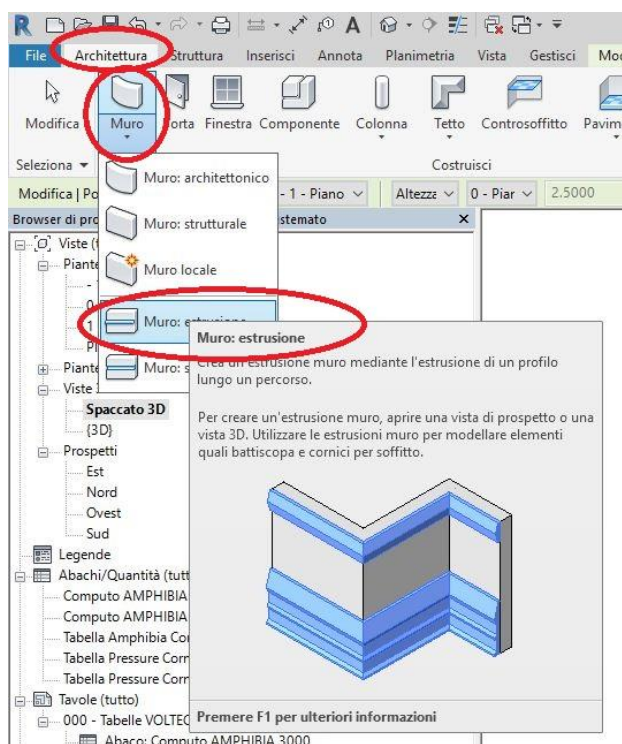 R A
File Architettura Struttura Inserisci Annota Planimetria Vista Gestisci
Modifica Muro Porta Finestra Componente Colonna Tetto Controsoffitto
Seleziona Costruisci
Modifica - 1 - Piano Altezza 0 - Piar 2.5000
Browser di stemato X
Muro: architettonico
Muro: strutturale
Muro locale
Muro: estrusione
Muro: s
Viste
Piante
- 1
0
1
Piante
Viste
Spaccato 3D
{3D}
Prospetti
Est
Nord
Ovest
Sud
Legende
Abachi/Quantità (tutt
Computo AMPHIBIA
Computo AMPHIBIA
Tabella Amphibia
Tabella Pressure
Tabella Pressure
Tavole (tutto)
000 - Tabelle VOLTEC
Abaco: Computo AMPHIBIA 3000
Muro: estrusione
Crea un'estrusione muro mediante l'estrusione di un profilo
lungo un percorso.
Per creare un'estrusione muro, aprire una vista di prospetto o una
vista 3D. Utilizzare le estrusioni muro per modellare elementi
quali battiscopa e cornici per soffitto.
Premere F1 per ulteriori informazioni